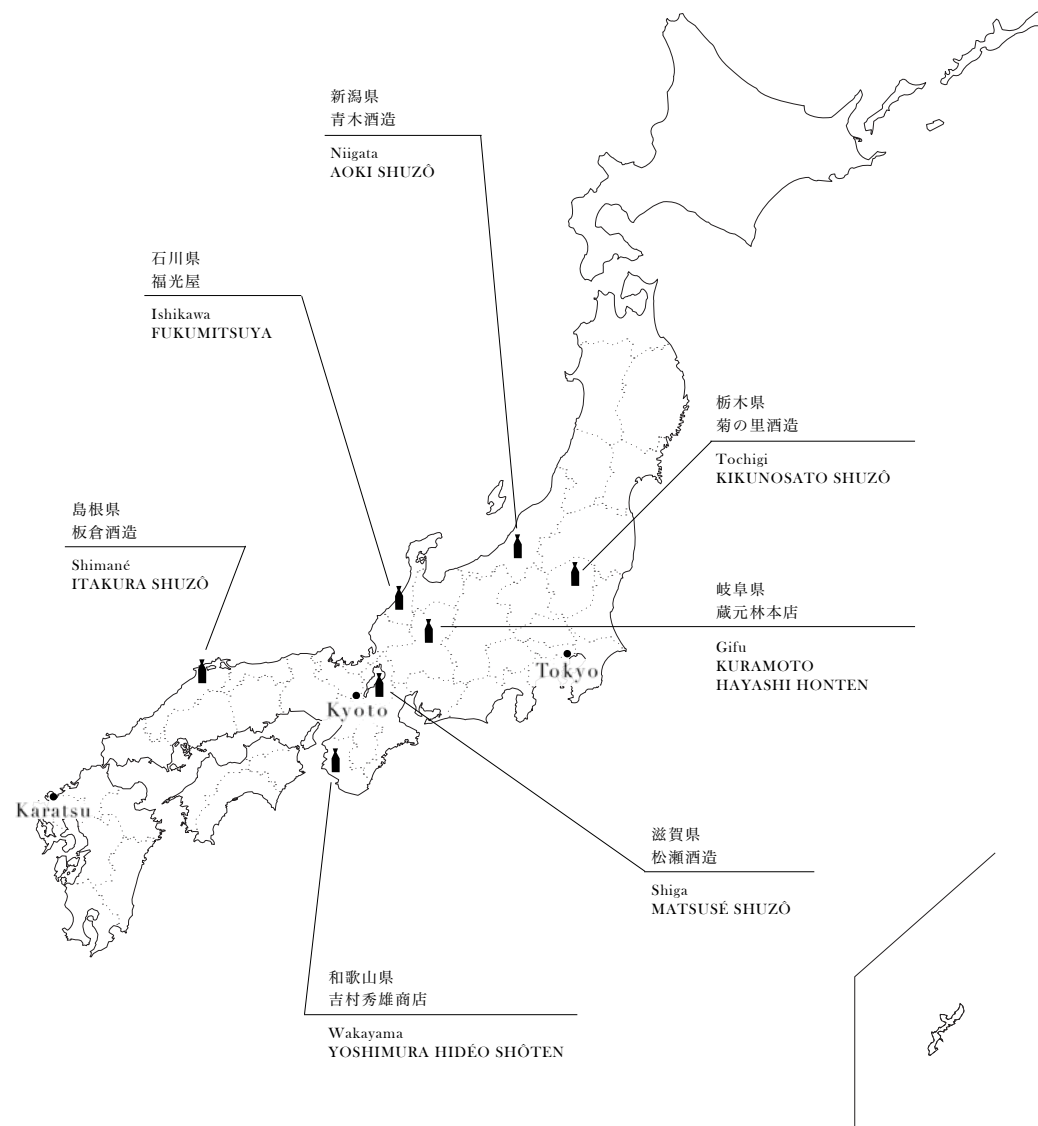 新潟県
青木酒造
Niigata
AOKI SHUZÔ
石川県
福光屋
Ishikawa
FUKUMITSUYA
栃木県
菊の里酒造
Tochigi
KIKUNOSATO SHUZÔ
島根県
板倉酒造
Shimané
ITAKURA SHUZÔ
岐阜県
蔵元林本店
Gifu
KURAMOTO
HAYASHI HONTEN
Tokyo
Kyoto
Karatsu
滋賀県
松瀬酒造
Shiga
MATSUSÉ SHUZÔ
和歌山県
吉村秀雄商店
Wakayama
YOSHIMURA HIDÉO SHÔTEN